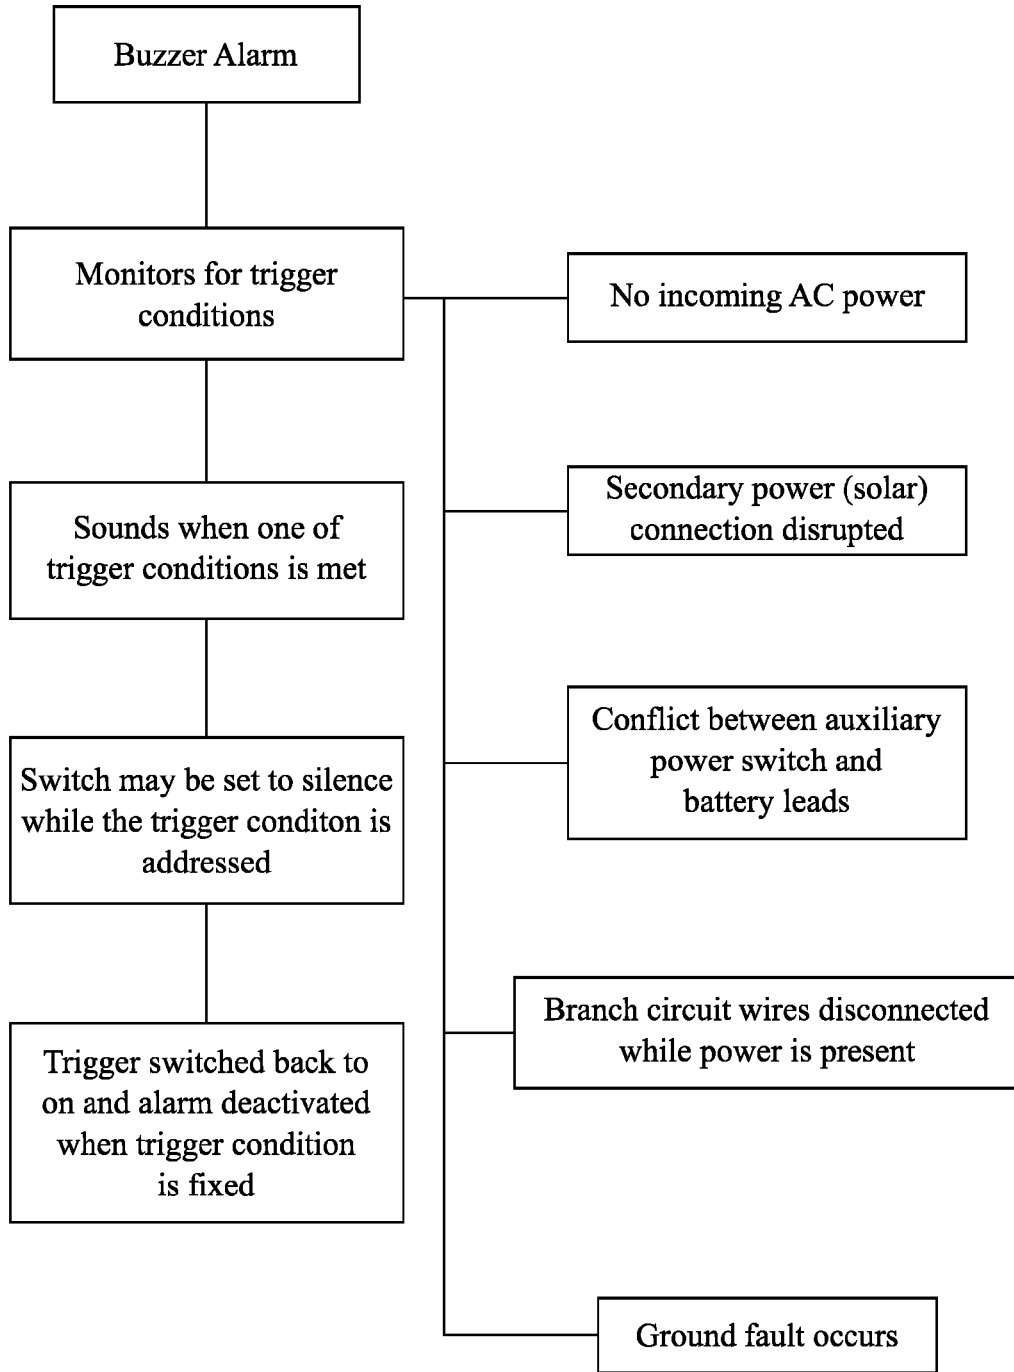 Buzzer Alarm
Monitors for trigger
conditions
No incoming AC power
Sounds when one of
trigger conditions is met
Secondary power (solar)
connection disrupted
Switch may be set to silence
while the trigger conditon is
addressed
Conflict between auxiliary
power switch and
battery leads
Trigger switched back to
on and alarm deactivated
when trigger condition
is fixed
Branch circuit wires disconnected
while power is present
Ground fault occurs